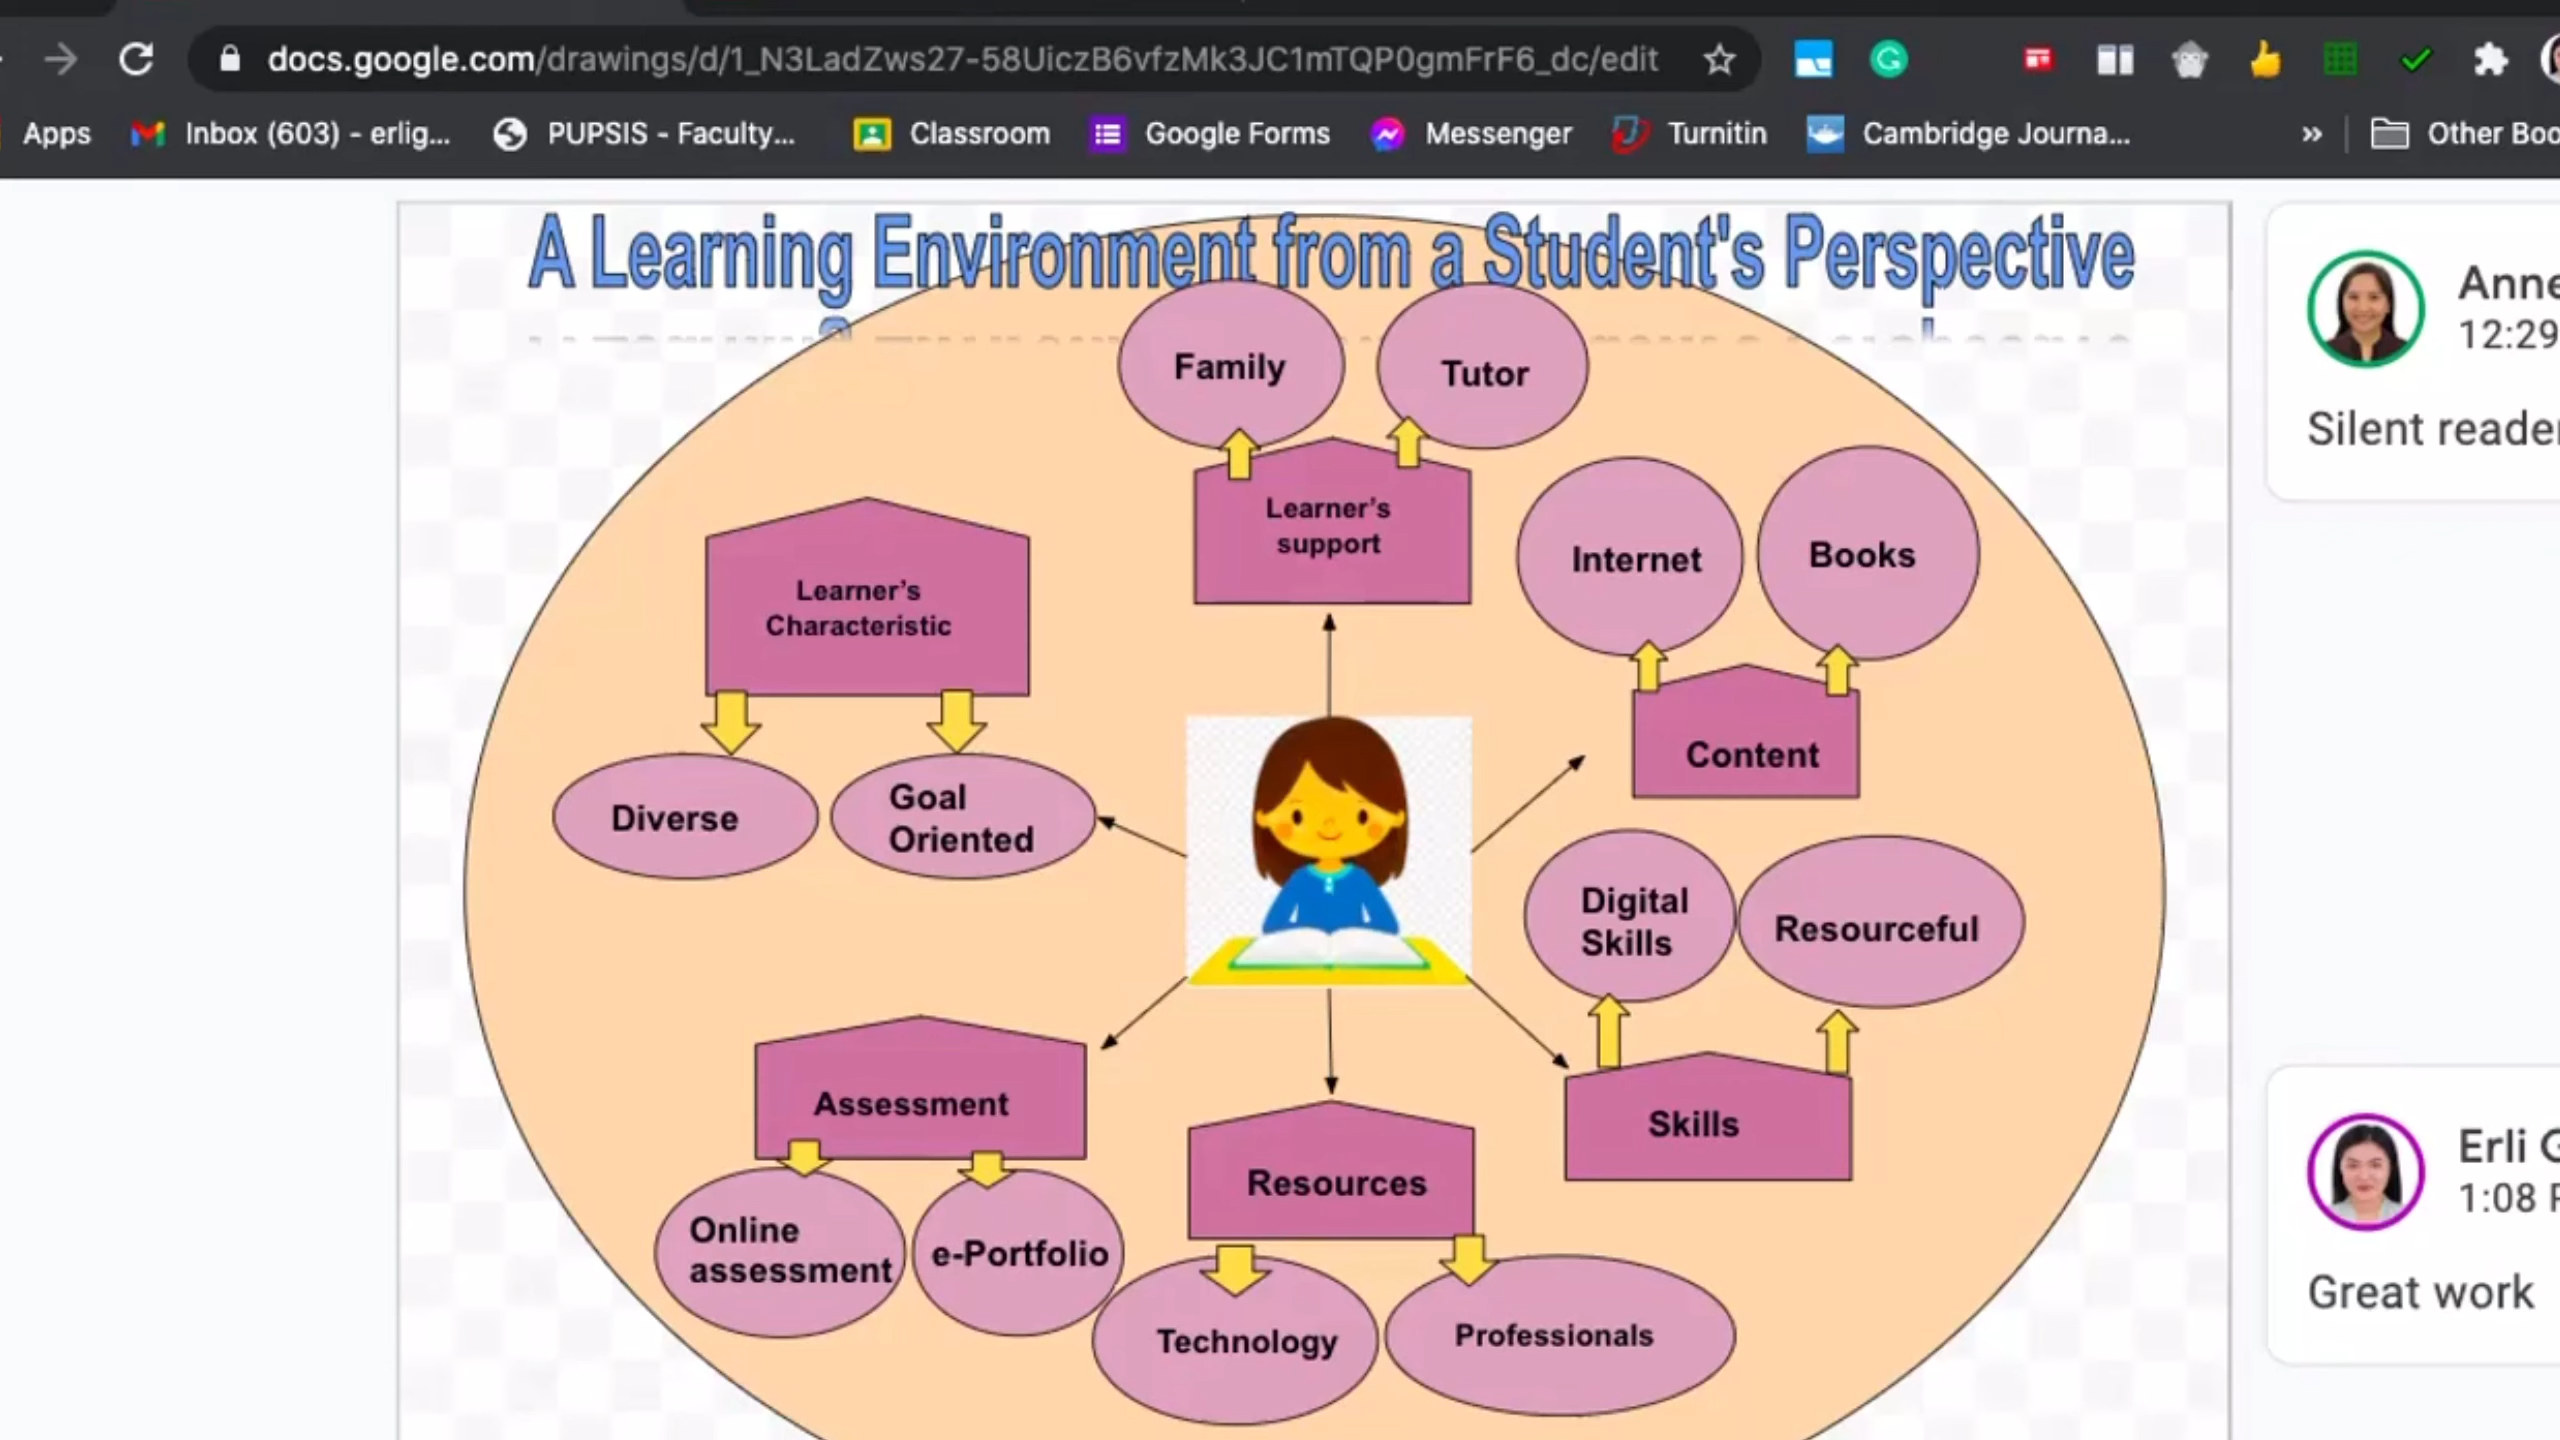 docs.google.com/drawings/d/1_N3LadZws27-58UiczB6vfzMk3JC1mTQP0gmFrF6_dc/edit
Apps
Inbox (603) - erlig...
PUPSIS - Faculty...
Classroom
Google Forms
Messenger
Turnitin
Cambridge Journa...
»
Other Boo
A Learning Environment from a Student's Perspective
Family
Tutor
Learner's
support
Internet
Books
Content
Learner's
Characteristic
Diverse
Goal
Oriented
Digital
Skills
Resourceful
Skills
Assessment
Online
assessment
e-Portfolio
Resources
Technology
Professionals
Anne
12:29
Silent reader
Erli G
1:08 P
Great work